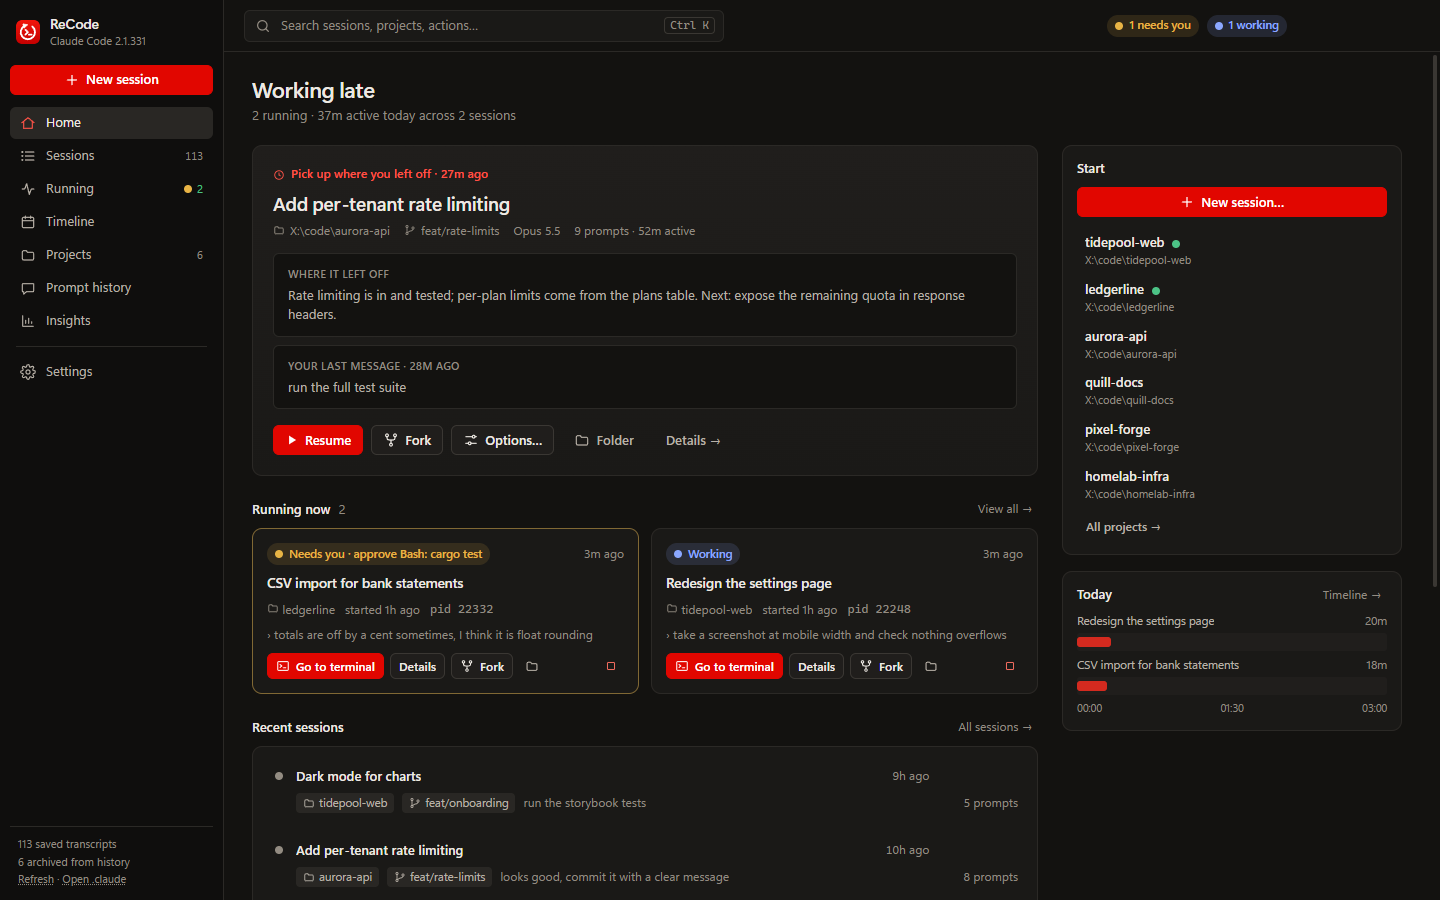 ReCode
Claude Code 2.1.331
New session
Home
Sessions 113
Running 2
Timeline
Projects 6
Prompt history
Insights
Settings
113 saved transcripts
6 archived from history
Refresh · Open .claude
Search sessions, projects, actions... Ctrl K
1 needs you 1 working
Working late
2 running · 37m active today across 2 sessions
Pick up where you left off · 27m ago
Add per-tenant rate limiting
X:\code\aurora-api feat/rate-limits Opus 5.5 9 prompts · 52m active
WHERE IT LEFT OFF
Rate limiting is in and tested; per-plan limits come from the plans table. Next: expose the remaining quota in response
headers.
YOUR LAST MESSAGE · 28M AGO
run the full test suite
Resume Fork Options... Folder Details →
Running now 2 View all →
Needs you · approve Bash: cargo test 3m ago
CSV import for bank statements
ledgerline started 1h ago pid 22332
› totals are off by a cent sometimes, I think it is float rounding
Go to terminal Details Fork
Working 3m ago
Redesign the settings page
tidepool-web started 1h ago pid 22248
› take a screenshot at mobile width and check nothing overflows
Go to terminal Details Fork
Recent sessions All sessions →
Dark mode for charts 9h ago
tidepool-web feat/onboarding run the storybook tests 5 prompts
Add per-tenant rate limiting 10h ago
aurora-api feat/rate-limits looks good, commit it with a clear message 8 prompts
Start
New session...
tidepool-web
X:\code\tidepool-web
ledgerline
X:\code\ledgerline
aurora-api
X:\code\aurora-api
quill-docs
X:\code\quill-docs
pixel-forge
X:\code\pixel-forge
homelab-infra
X:\code\homelab-infra
All projects →
Today Timeline →
Redesign the settings page 20m
CSV import for bank statements 18m
00:00 01:30 03:00